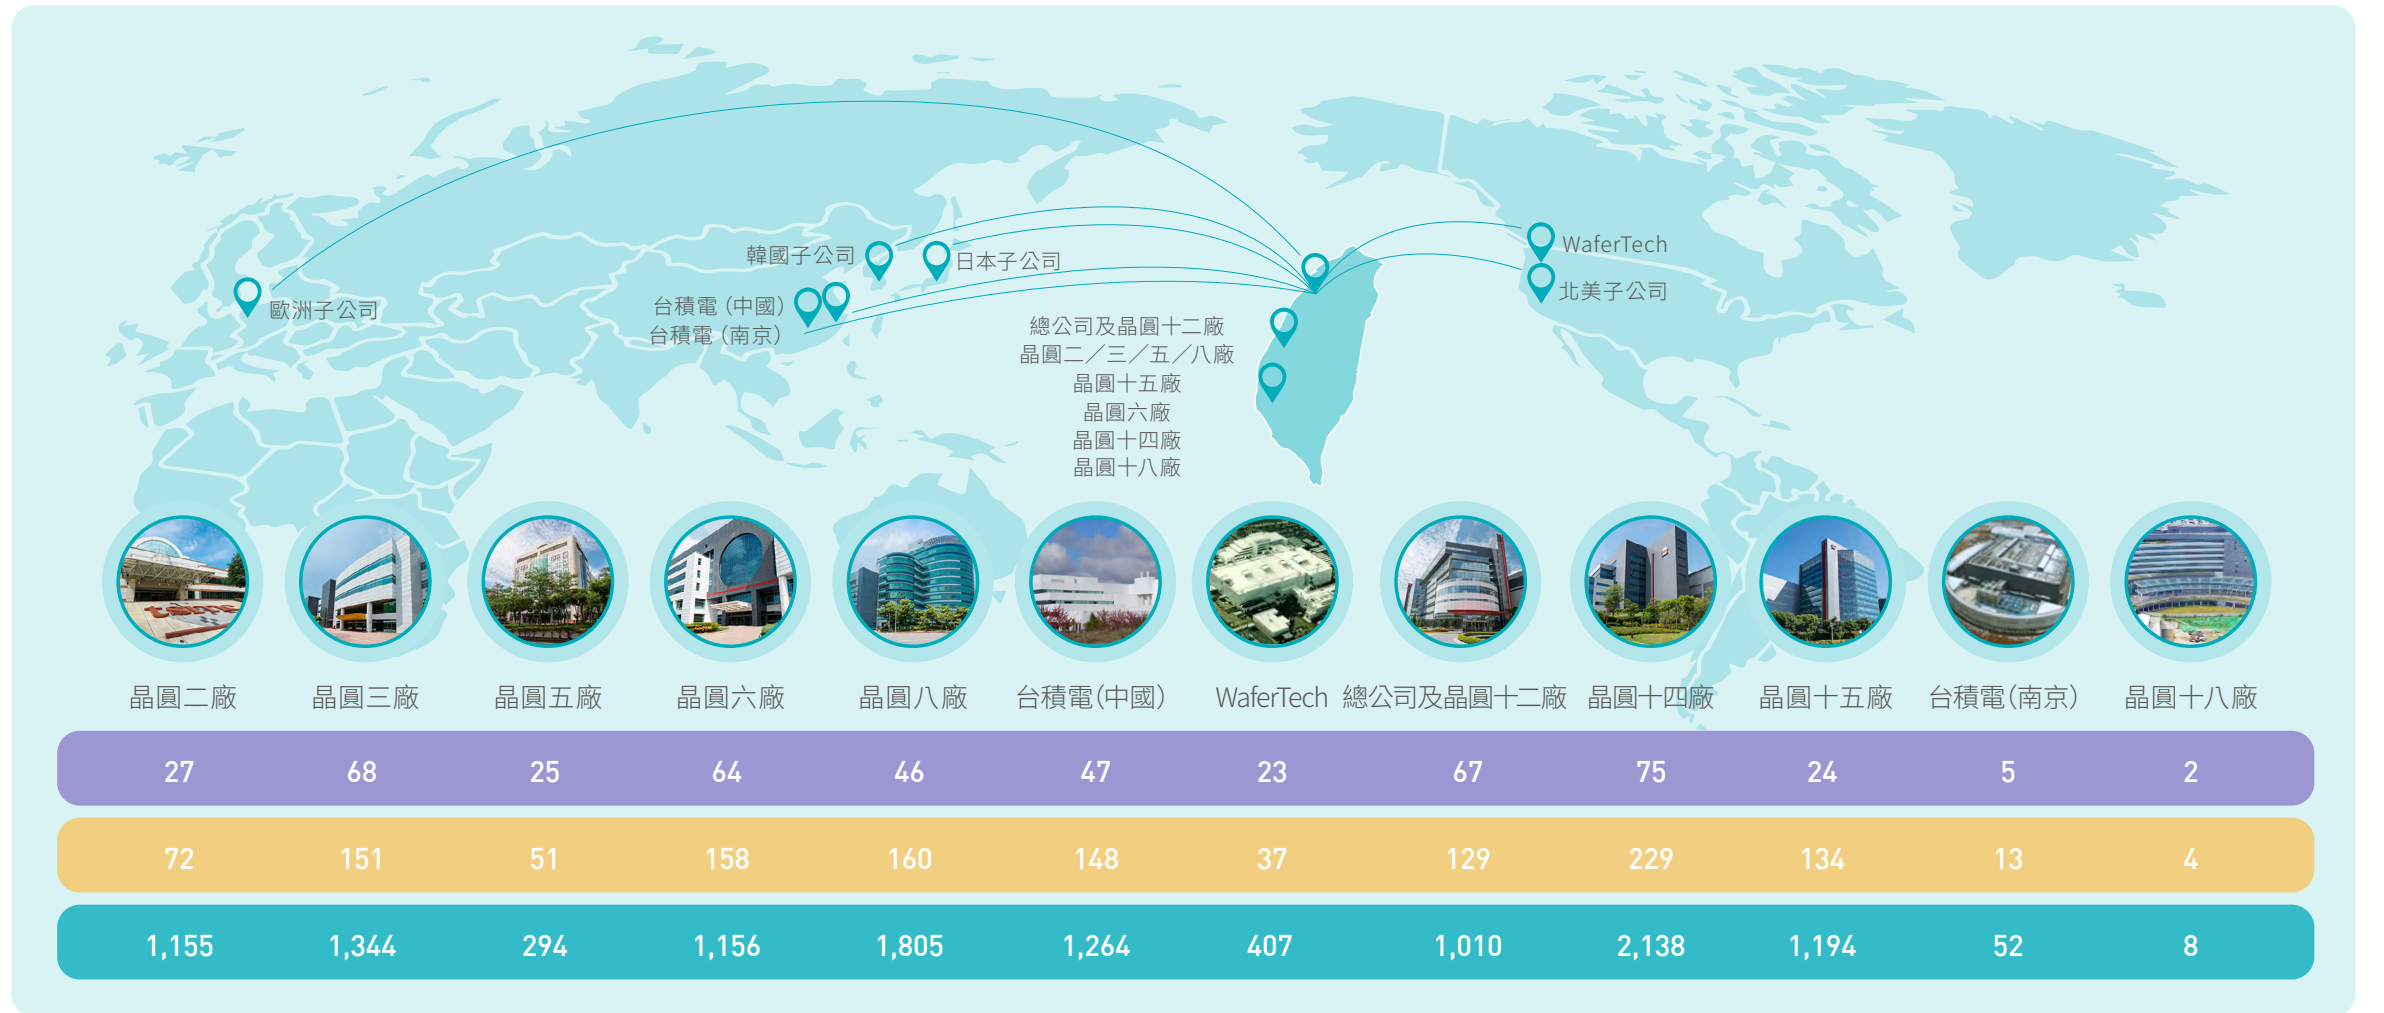 韓國子公司
日本子公司
WaferTech
歐洲子公司
台積電（中國）
台積電（南京）
北美子公司
總公司及晶圓十二廠
晶圓二／三／五／八廠
晶圓十五廠
晶圓六廠
晶圓十四廠
晶圓十八廠
tsmc
晶圓二廠 晶圓三廠 晶圓五廠 晶圓六廠 晶圓八廠 台積電（中國） WaferTech 總公司及晶圓十二廠 晶圓十四廠 晶圓十五廠 台積電（南京） 晶圓十八廠
27 68 25 64 46 47 23 67 75 24 5 2
72 151 51 158 160 148 37 129 229 134 13 4
1,155 1,344 294 1,156 1,805 1,264 407 1,010 2,138 1,194 52 8